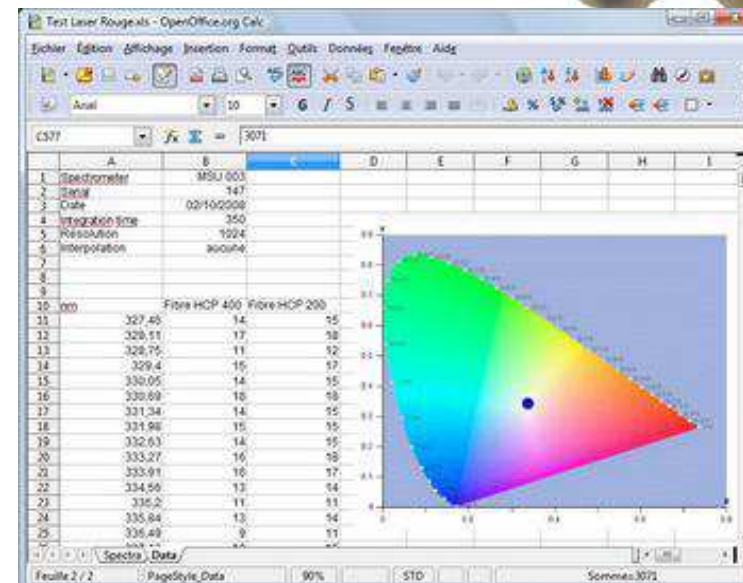 Test Laser Rouge.xls - OpenOffice.org Calc
Fichier Édition Affichage Insertion Format Outils Données Fenêtre Aide
Arial 10 G I S
C577 3071
A B C D E F G H I
1 Spectrometer MSU 003
2 Serial 147
3 Date 02/10/2008
4 Integration time 350
5 Résolution 1024
6 Interpolation aucune
7
8
9
10 nm Fibre HCP 400 Fibre HCP 200
11 327,46 14 15
12 328,11 17 18
13 328,75 11 12
14 329,4 15 17
15 330,05 14 15
16 330,69 18 18
17 331,34 14 15
18 331,98 15 15
19 332,63 14 15
20 333,27 16 18
21 333,91 16 17
22 334,56 13 14
23 335,2 11 11
24 335,84 13 14
25 336,49 9 11
Spectra Data
Feuille 2 / 2 PageStyle_Data 90% STD Somme=3071